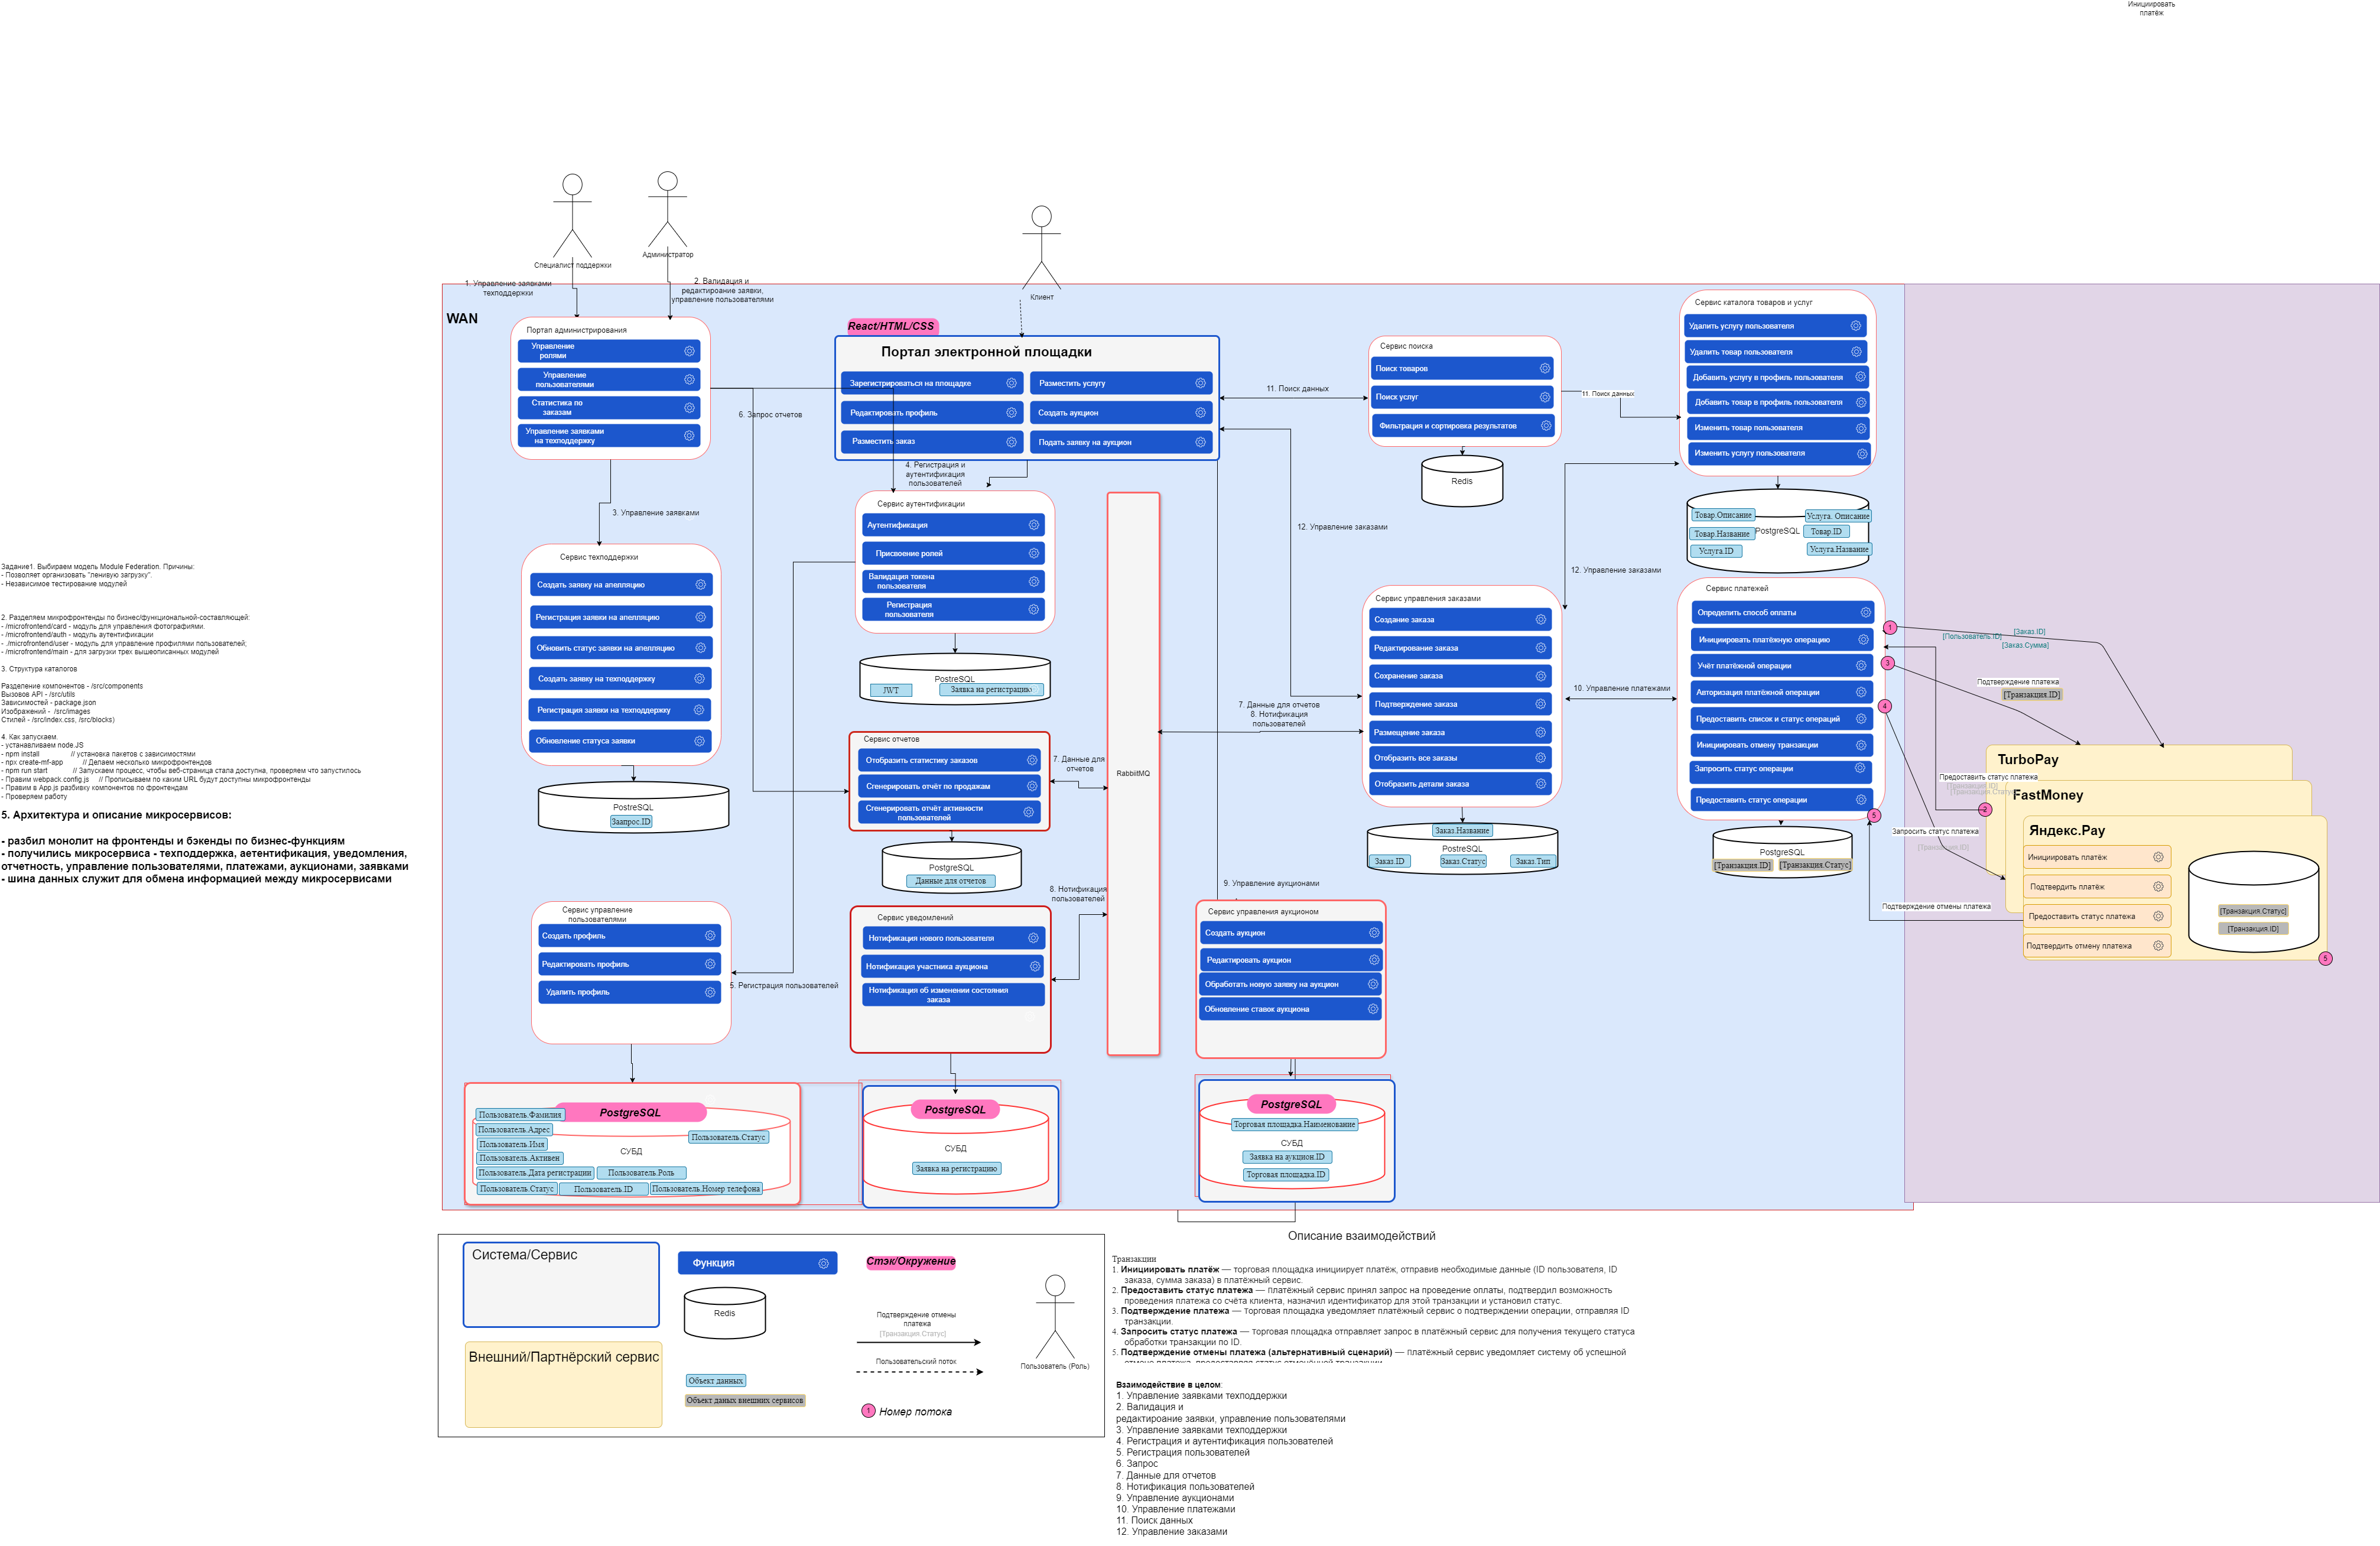 Инициировать
платёж
Специалист поддержки
Администратор
Клиент
1. Управление заявками
техподдержки
2. Валидация и
редактироание заявки,
управление пользователями
WAN
Портал администрирования
Управление
ролями
Управление
пользователями
Статистика по
заказам
Управление заявками
на техподдержку
React/HTML/CSS
Портал электронной площадки
Зарегистрироваться на площадке
Разместить услугу
Редактировать профиль
Создать аукцион
Разместить заказ
Подать заявку на аукцион
6. Запрос отчетов
4. Регистрация и
аутентификация
пользователей
11. Поиск данных
Сервис поиска
Поиск товаров
Поиск услуг
Фильтрация и сортировка результатов
Redis
11. Поиск данных
Сервис каталога товаров и услуг
Удалить услугу пользователя
Удалить товар пользователя
Добавить услугу в профиль пользователя
Добавить товар в профиль пользователя
Изменить товар пользователя
Изменить услугу пользователя
Товар.Описание
Услуга. Описание
Товар.Название
PostgreSQL
Товар.ID
Услуга.ID
Услуга.Название
3. Управление заявками
Сервис аутентификации
Аутентификация
Присвоение ролей
Валидация токена
пользователя
Регистрация
пользователя
PostreSQL
JWT
Заявка на регистрацию
12. Управление заказами
12. Управление заказами
Задание1. Выбираем модель Module Federation. Причины:
- Позволяет организовать "ленивую загрузку".
- Независимое тестирование модулей
2. Разделяем микрофронтенды по бизнес/функциональной-составляющей:
- /microfrontend/card - модуль для управления фотографиями.
- /microfrontend/auth - модуль аутентификации
- ./microfrontend/user - модуль для управление профилями пользователей;
- /microfrontend/main - для загрузки трех вышеописанных модулей
3. Структура каталогов
Разделение компонентов - /src/components
Вызовов API - /src/utils
Зависимостей - package.json
Изображений - /src/images
Стилей - /src/index.css, /src/blocks)
4. Как запускаем.
- устанавливаем node.JS
- npm install // установка пакетов с зависимостями
- npx create-mf-app // Делаем несколько микрофронтендов
- npm run start // Запускаем процесс, чтобы веб-страница стала доступна, проверяем что запустилось
- Правим webpack.config.js // Прописываем по каким URL будут доступны микрофронтенды
- Правим в App.js разбивку компонентов по фронтендам
- Проверяем работу
5. Архитектура и описание микросервисов:
- разбил монолит на фронтенды и бэкенды по бизнес-функциям
- получились микросервиса - техподдержка, аетентификация, уведомления,
отчетность, управление пользователями, платежами, аукционами, заявками
- шина данных служит для обмена информацией между микросервисами
Сервис техподдержки
Создать заявку на апелляцию
Регистрация заявки на апелляцию
Обновить статус заявки на апелляцию
Создать заявку на техподдержку
Регистрация заявки на техподдержку
Обновление статуса заявки
PostreSQL
Заапрос.ID
Сервис отчетов
Отобразить статистику заказов
Сгенерировать отчёт по продажам
Сгенерировать отчёт активности
пользователей
PostgreSQL
Данные для отчетов
7. Данные для
отчетов
RabbitMQ
7. Данные для отчетов
8. Нотификация
пользователей
Сервис управления заказами
Создание заказа
Редактирование заказа
Сохранение заказа
Подтверждение заказа
Размещение заказа
Отобразить все заказы
Отобразить детали заказа
Заказ.Название
PostreSQL
Заказ.ID
Заказ.Статус
Заказ.Тип
10. Управление платежами
Сервис платежей
Определить способ оплаты
Инициировать платёжную операцию
Учёт платёжной операции
Авторизация платёжной операции
Предоставить список и статус операций
Инициировать отмену транзакции
Запросить статус операции
Предоставить статус операции
PostgreSQL
[Транзакция.ID]
[Транзакция.Статус]
1
3
4
5
[Пользователь.ID]
[Заказ.ID]
[Заказ.Сумма]
Подтверждение платежа
[Транзакция.ID]
Предоставить статус платежа
[Транзакция.ID]
[Транзакция.Статус]
2
Запросить статус платежа
[Транзакция.ID]
Подтверждение отмены платежа
TurboPay
FastMoney
Яндекс.Pay
Инициировать платёж
Подтвердить платёж
Предоставить статус платежа
Подтвердить отмену платежа
[Транзакция.Статус]
[Транзакция.ID]
5
Сервис управление
пользователями
Создать профиль
Редактировать профиль
Удалить профиль
5. Регистрация пользователей
Сервис уведомлений
Нотификация нового пользователя
Нотификация участника аукциона
Нотификация об изменении состояния
заказа
8. Нотификация
пользователей
9. Управление аукционами
Сервис управления аукционом
Создать аукцион
Редактировать аукцион
Обработать новую заявку на аукцион
Обновление ставок аукциона
PostgreSQL
Пользователь.Фамилия
Пользователь.Адрес
Пользователь.Статус
Пользователь.Имя
СУБД
Пользователь.Активен
Пользователь.Дата регистрации
Пользователь.Роль
Пользователь.Статус
Пользователь.ID
Пользователь.Номер телефона
PostgreSQL
СУБД
Заявка на регистрацию
PostgreSQL
Торговая площадка.Наименование
СУБД
Заявка на аукцион.ID
Торговая площадка.ID
Система/Сервис
Внешний/Партнёрский сервис
Функция
Redis
Объект данных
Объект даных внешних сервисов
Стэк/Окружение
Подтверждение отмены
платежа
[Транзакция.Статус]
Пользовательский поток
1 Номер потока
Пользователь (Роль)
Описание взаимодействий
Транзакции
1. Инициировать платёж — торговая площадка инициирует платёж, отправив необходимые данные (ID пользователя, ID
заказа, сумма заказа) в платёжный сервис.
2. Предоставить статус платежа — платёжный сервис принял запрос на проведение оплаты, подтвердил возможность
проведения платежа со счёта клиента, назначил идентификатор для этой транзакции и установил статус.
3. Подтверждение платежа — торговая площадка уведомляет платёжный сервис о подтверждении операции, отправляя ID
транзакции.
4. Запросить статус платежа — торговая площадка отправляет запрос в платёжный сервис для получения текущего статуса
обработки транзакции по ID.
5. Подтверждение отмены платежа (альтернативный сценарий) — платёжный сервис уведомляет систему об успешной
отмене платежа, предоставляя статус отменённой транзакции
Взаимодействие в целом:
1. Управление заявками техподдержки
2. Валидация и
редактироание заявки, управление пользователями
3. Управление заявками техподдержки
4. Регистрация и аутентификация пользователей
5. Регистрация пользователей
6. Запрос
7. Данные для отчетов
8. Нотификация пользователей
9. Управление аукционами
10. Управление платежами
11. Поиск данных
12. Управление заказами